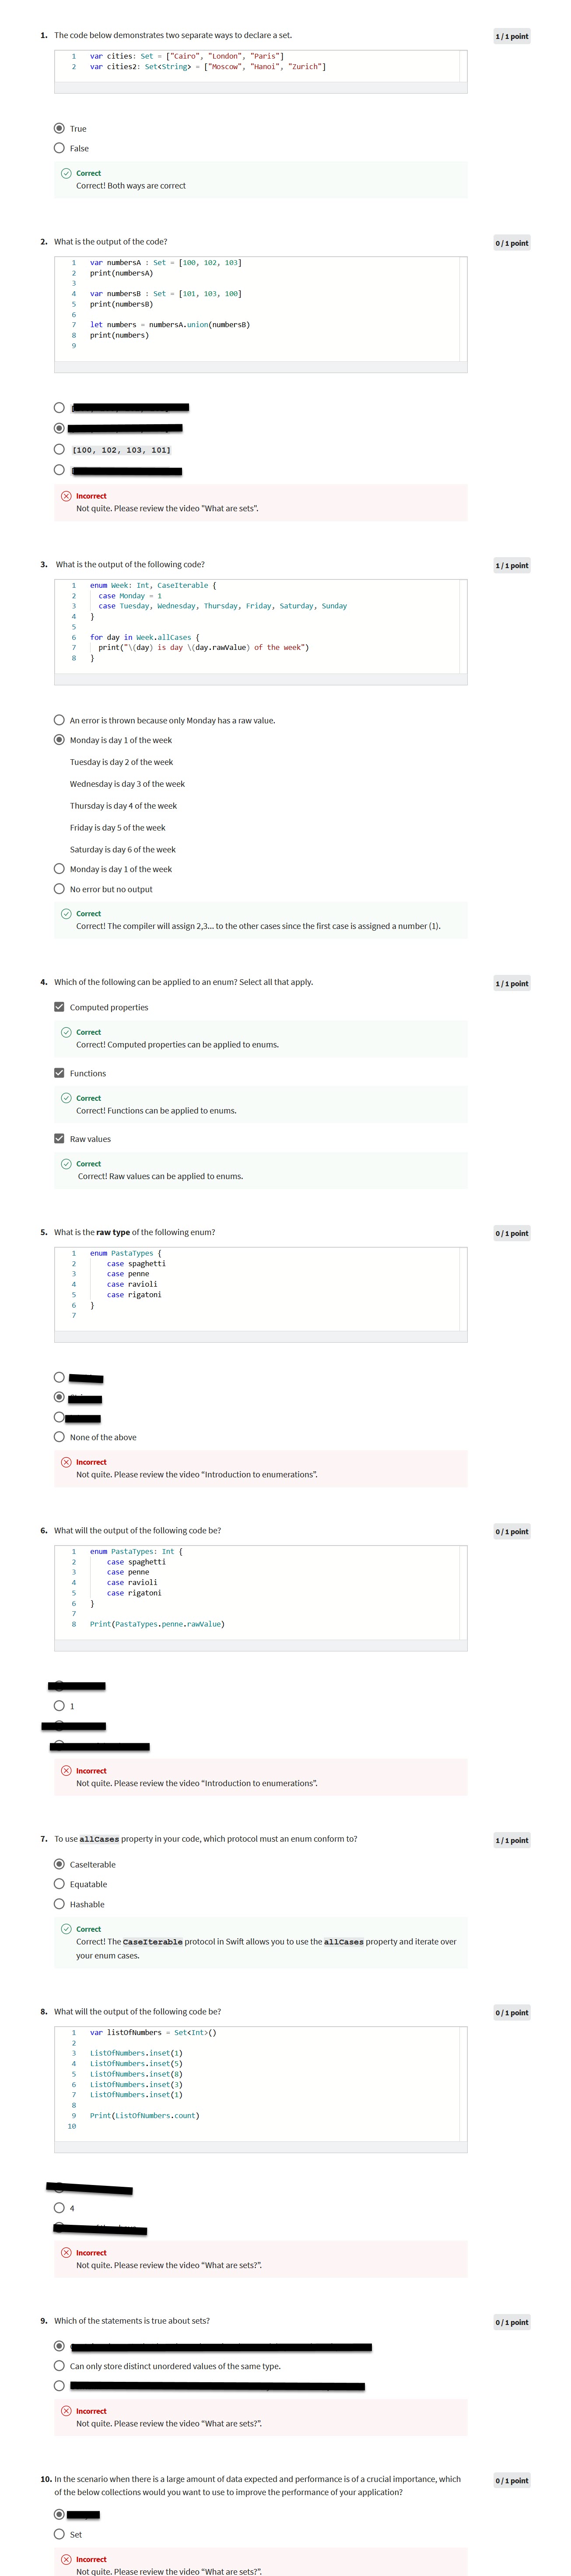 1. The code below demonstrates two separate ways to declare a set.
1 / 1 point
1 var cities: Set = ["Cairo", "London", "Paris"]
2 var cities2: Set<String> = ["Moscow", "Hanoi", "Zurich"]
True
False
Correct
Correct! Both ways are correct
2. What is the output of the code?
0 / 1 point
1 var numbersA : Set = [100, 102, 103]
2 print(numbersA)
3
4 var numbersB : Set = [101, 103, 100]
5 print(numbersB)
6
7 let numbers = numbersA.union(numbersB)
8 print(numbers)
9
[100, 102, 103, 101]
Incorrect
Not quite. Please review the video "What are sets".
3. What is the output of the following code?
1 / 1 point
1 enum Week: Int, CaseIterable {
2 case Monday = 1
3 case Tuesday, Wednesday, Thursday, Friday, Saturday, Sunday
4 }
5
6 for day in Week.allCases {
7 print("\(day) is day \(day.rawValue) of the week")
8 }
An error is thrown because only Monday has a raw value.
Monday is day 1 of the week
Tuesday is day 2 of the week
Wednesday is day 3 of the week
Thursday is day 4 of the week
Friday is day 5 of the week
Saturday is day 6 of the week
Monday is day 1 of the week
No error but no output
Correct
Correct! The compiler will assign 2,3... to the other cases since the first case is assigned a number (1).
4. Which of the following can be applied to an enum? Select all that apply.
1 / 1 point
Computed properties
Correct
Correct! Computed properties can be applied to enums.
Functions
Correct
Correct! Functions can be applied to enums.
Raw values
Correct
Correct! Raw values can be applied to enums.
5. What is the raw type of the following enum?
0 / 1 point
1 enum PastaTypes {
2 case spaghetti
3 case penne
4 case ravioli
5 case rigatoni
6 }
7
None of the above
Incorrect
Not quite. Please review the video “Introduction to enumerations”.
6. What will the output of the following code be?
0 / 1 point
1 enum PastaTypes: Int {
2 case spaghetti
3 case penne
4 case ravioli
5 case rigatoni
6 }
7
8 Print(PastaTypes.penne.rawValue)
1
Incorrect
Not quite. Please review the video “Introduction to enumerations”.
7. To use allCases property in your code, which protocol must an enum conform to?
1 / 1 point
CaseIterable
Equatable
Hashable
Correct
Correct! The CaseIterable protocol in Swift allows you to use the allCases property and iterate over
your enum cases.
8. What will the output of the following code be?
0 / 1 point
1 var listOfNumbers = Set<Int>()
2
3 ListOfNumbers.inset(1)
4 ListOfNumbers.inset(5)
5 ListOfNumbers.inset(8)
6 ListOfNumbers.inset(3)
7 ListOfNumbers.inset(1)
8
9 Print(ListOfNumbers.count)
10
4
Incorrect
Not quite. Please review the video “What are sets?”.
9. Which of the statements is true about sets?
0 / 1 point
Can only store distinct unordered values of the same type.
Incorrect
Not quite. Please review the video “What are sets?”.
10. In the scenario when there is a large amount of data expected and performance is of a crucial importance, which
of the below collections would you want to use to improve the performance of your application?
0 / 1 point
Set
Incorrect
Not quite. Please review the video “What are sets?”.